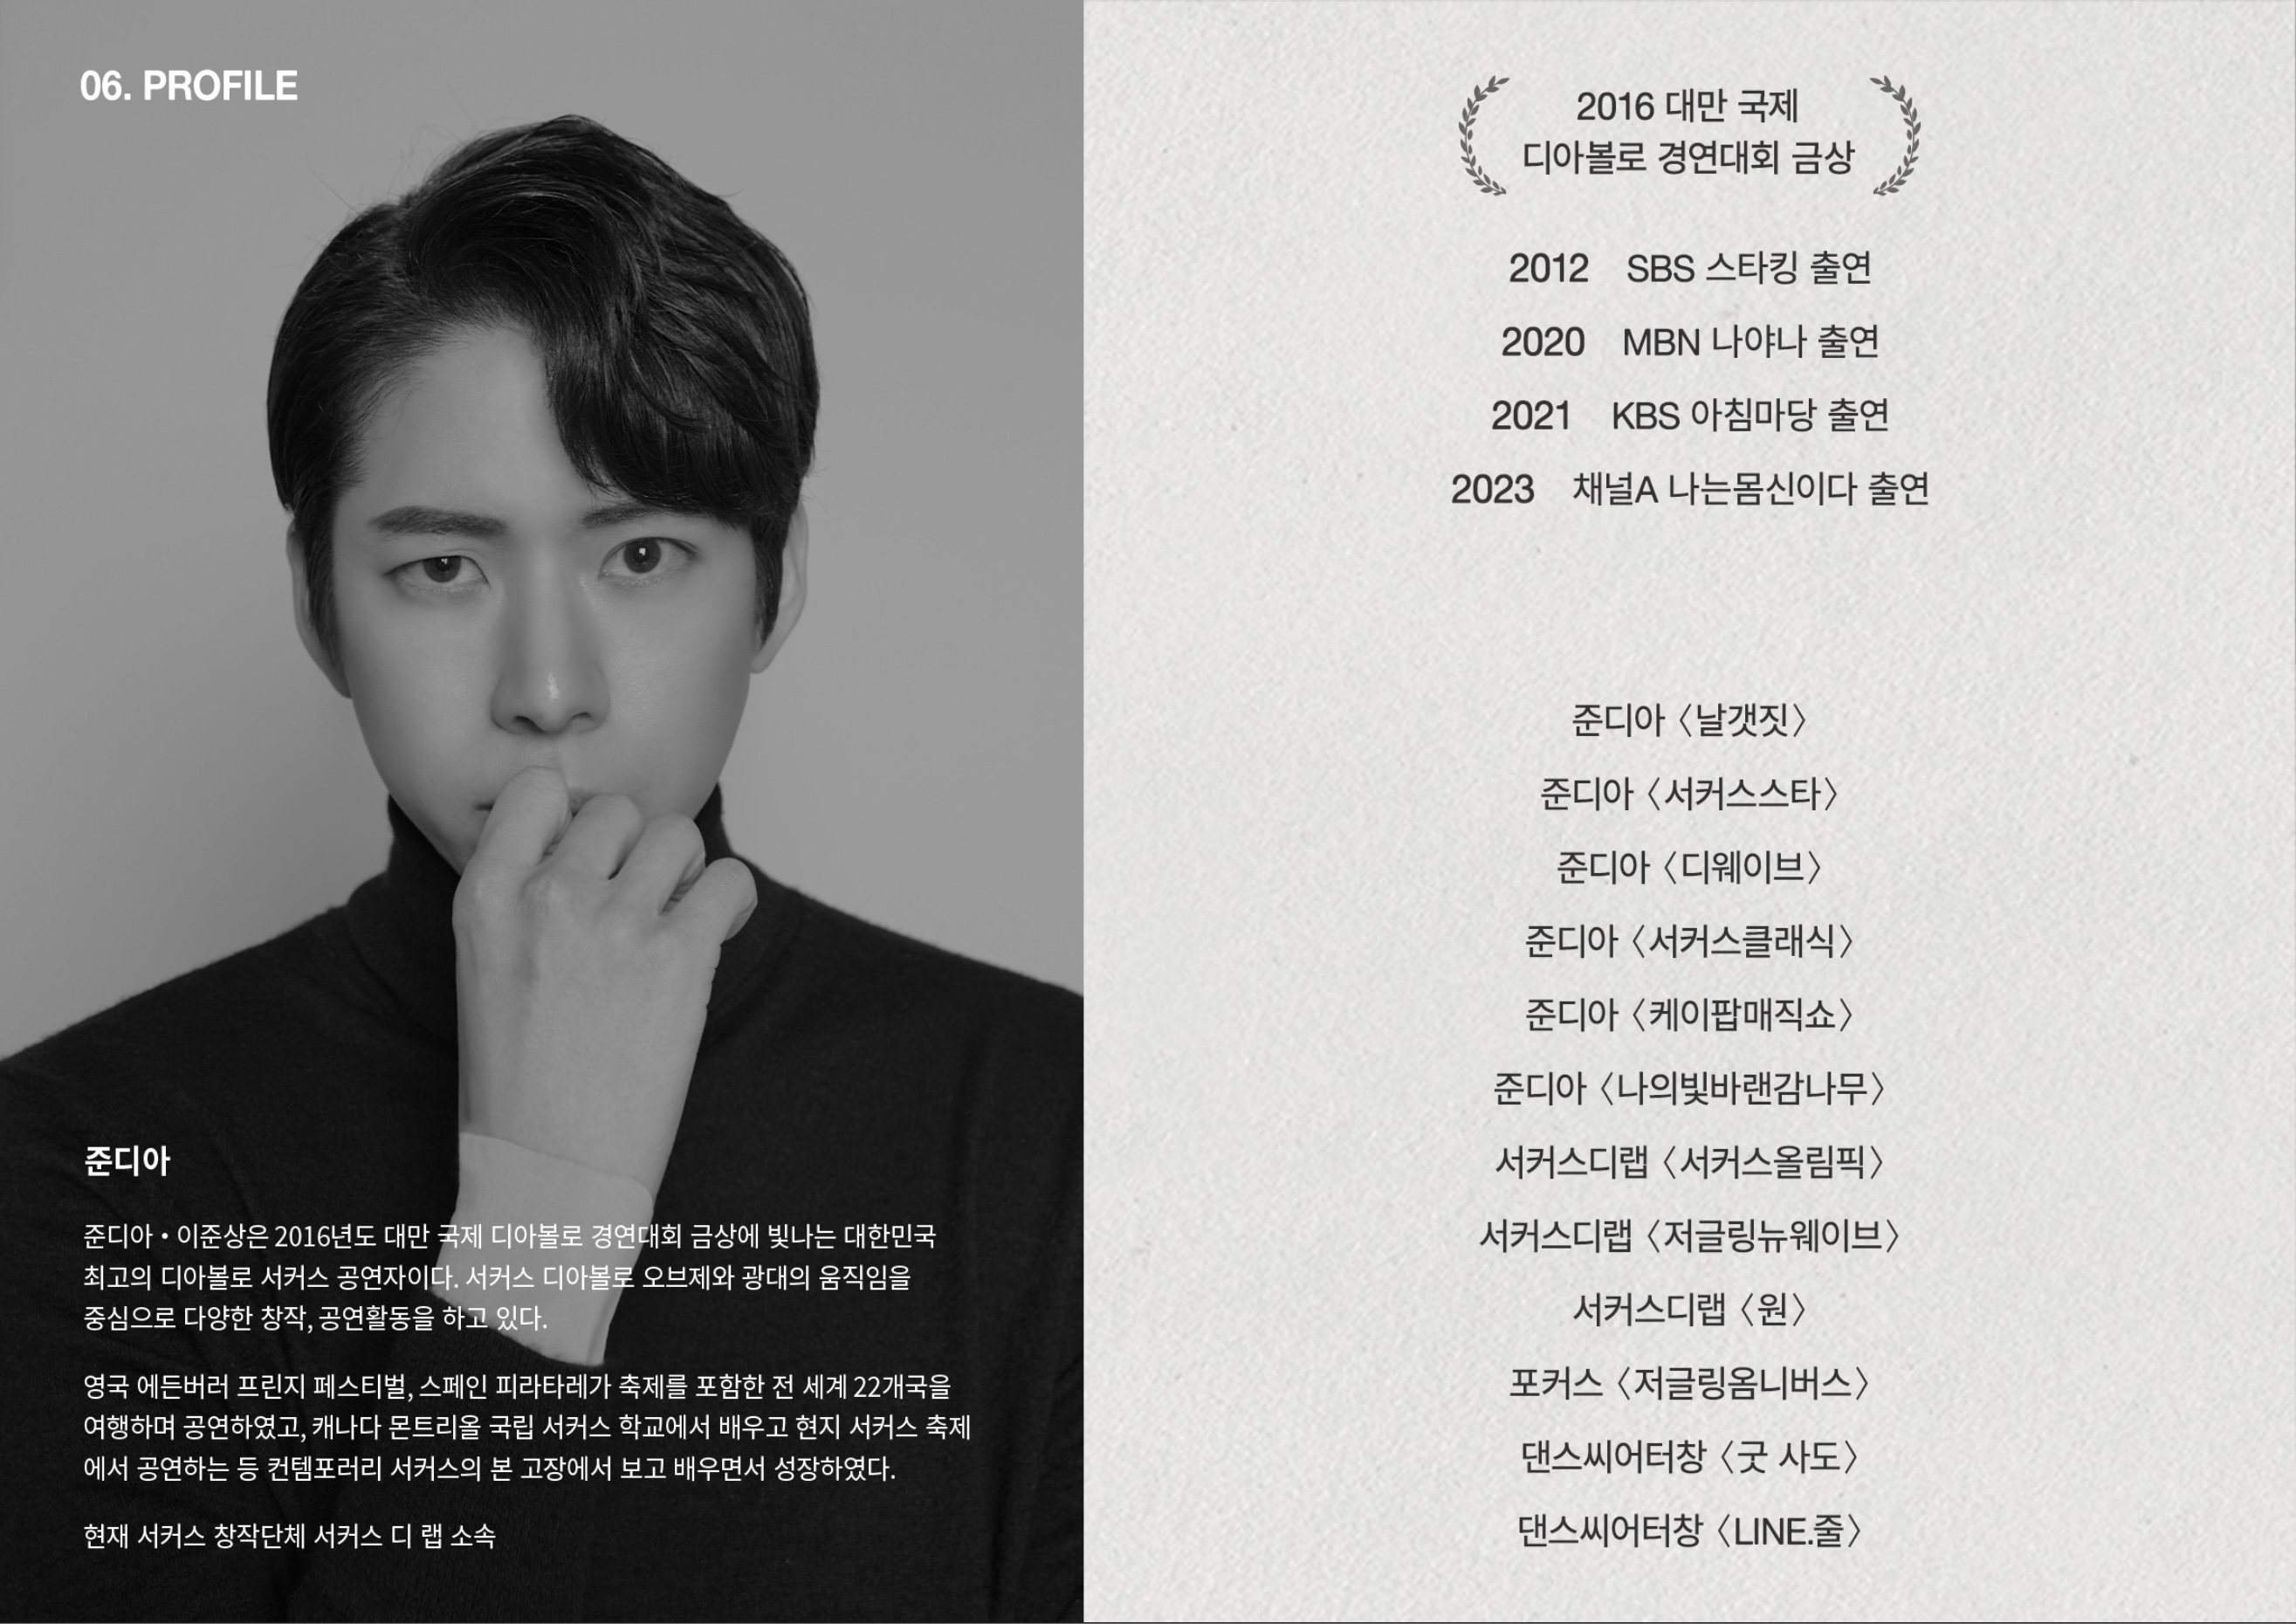 06. PROFILE
준디아
준디아 • 이준상은 2016년도 대만 국제 디아볼로 경연대회 금상에 빛나는 대한민국
최고의 디아볼로 서커스 공연자이다. 서커스 디아볼로 오브제와 광대의 움직임을
중심으로 다양한 창작, 공연활동을 하고 있다.
영국 에든버러 프린지 페스티벌, 스페인 피라타레가 축제를 포함한 전 세계 22개국을
여행하며 공연하였고, 캐나다 몬트리올 국립 서커스 학교에서 배우고 현지 서커스 축제
에서 공연하는 등 컨템포러리 서커스의 본 고장에서 보고 배우면서 성장하였다.
현재 서커스 창작단체 서커스 디 랩 소속
2016 대만 국제
디아볼로 경연대회 금상
2012 SBS 스타킹 출연
2020 MBN 나야나 출연
2021 KBS 아침마당 출연
2023 채널A 나는몸신이다 출연
준디아 〈날갯짓〉
준디아 〈서커스스타〉
준디아 〈디웨이브〉
준디아 〈서커스클래식〉
준디아 〈케이팝매직쇼〉
준디아 〈나의빛바랜감나무〉
서커스디랩 〈서커스올림픽〉
서커스디랩 〈저글링뉴웨이브〉
서커스디랩 〈원〉
포커스 〈저글링옴니버스〉
댄스씨어터창 〈굿 사도〉
댄스씨어터창 〈LINE.줄〉